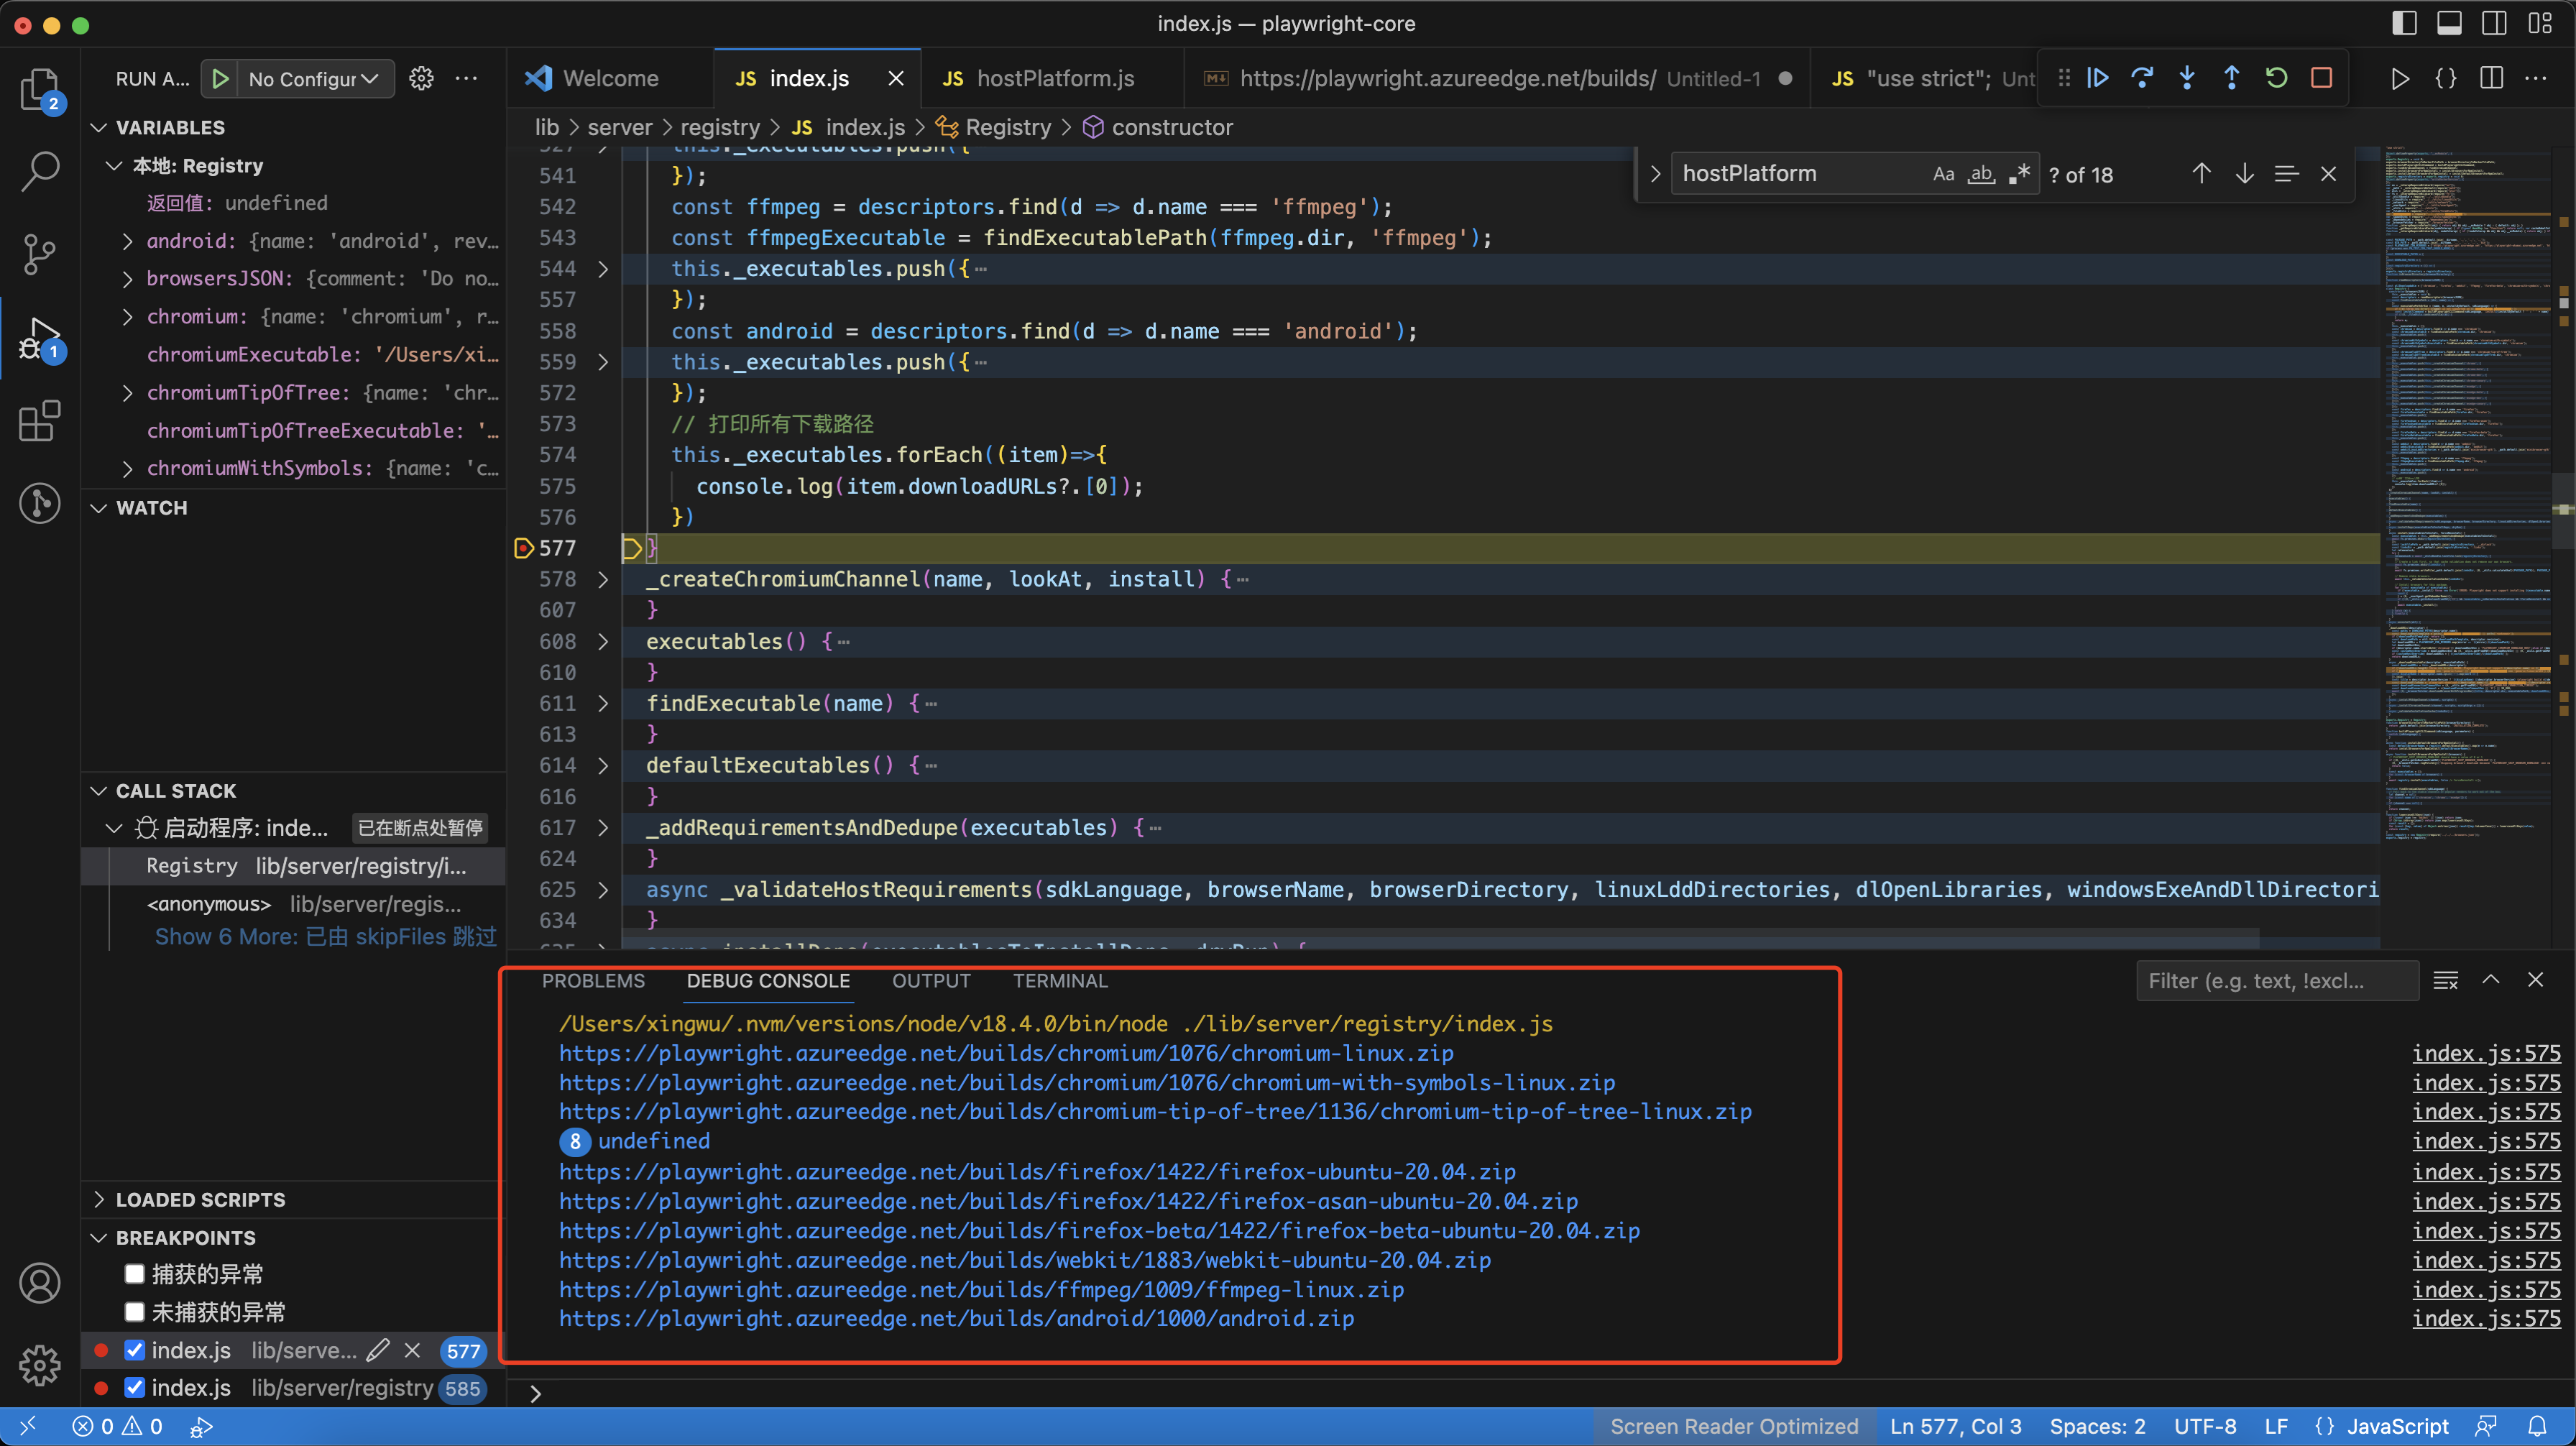 index.js — playwright-core
RUN A... No Configur
Welcome
JS index.js
JS hostPlatform.js
https://playwright.azureedge.net/builds/ Untitled-1
JS "use strict"; Unt
lib > server > registry > JS index.js > Registry > constructor
hostPlatform Aa ab ? of 18
2
1
VARIABLES
本地: Registry
返回值: undefined
android: {name: 'android', rev…
browsersJSON: {comment: 'Do no…
chromium: {name: 'chromium', r…
chromiumExecutable: '/Users/xi…
chromiumTipOfTree: {name: 'chr…
chromiumTipOfTreeExecutable: '…
chromiumWithSymbols: {name: 'c…
WATCH
CALL STACK
启动程序: inde... 已在断点处暂停
Registry lib/server/registry/i...
<anonymous> lib/server/regis...
Show 6 More: 已由 skipFiles 跳过
LOADED SCRIPTS
BREAKPOINTS
捕获的异常
未捕获的异常
index.js lib/serve... 577
index.js lib/server/registry 585
527 this._executables.push({
541 });
542 const ffmpeg = descriptors.find(d => d.name === 'ffmpeg');
543 const ffmpegExecutable = findExecutablePath(ffmpeg.dir, 'ffmpeg');
544 this._executables.push({…
557 });
558 const android = descriptors.find(d => d.name === 'android');
559 this._executables.push({…
572 });
573 // 打印所有下载路径
574 this._executables.forEach((item)=>{
575 console.log(item.downloadURLs?.[0]);
576 })
577 }
578 _createChromiumChannel(name, lookAt, install) {…
607 }
608 executables() {…
610 }
611 findExecutable(name) {…
613 }
614 defaultExecutables() {…
616 }
617 _addRequirementsAndDedupe(executables) {…
624 }
625 async _validateHostRequirements(sdkLanguage, browserName, browserDirectory, linuxLddDirectories, dlOpenLibraries, windowsExeAndDllDirectori
634 }
635 async installDeps(executablesToInstallDeps, dryRun) {
PROBLEMS DEBUG CONSOLE OUTPUT TERMINAL
Filter (e.g. text, !excl...
/Users/xingwu/.nvm/versions/node/v18.4.0/bin/node ./lib/server/registry/index.js
https://playwright.azureedge.net/builds/chromium/1076/chromium-linux.zip index.js:575
https://playwright.azureedge.net/builds/chromium/1076/chromium-with-symbols-linux.zip index.js:575
https://playwright.azureedge.net/builds/chromium-tip-of-tree/1136/chromium-tip-of-tree-linux.zip index.js:575
8 undefined index.js:575
https://playwright.azureedge.net/builds/firefox/1422/firefox-ubuntu-20.04.zip index.js:575
https://playwright.azureedge.net/builds/firefox/1422/firefox-asan-ubuntu-20.04.zip index.js:575
https://playwright.azureedge.net/builds/firefox-beta/1422/firefox-beta-ubuntu-20.04.zip index.js:575
https://playwright.azureedge.net/builds/webkit/1883/webkit-ubuntu-20.04.zip index.js:575
https://playwright.azureedge.net/builds/ffmpeg/1009/ffmpeg-linux.zip index.js:575
https://playwright.azureedge.net/builds/android/1000/android.zip index.js:575
0 0 Screen Reader Optimized Ln 577, Col 3 Spaces: 2 UTF-8 LF {} JavaScript